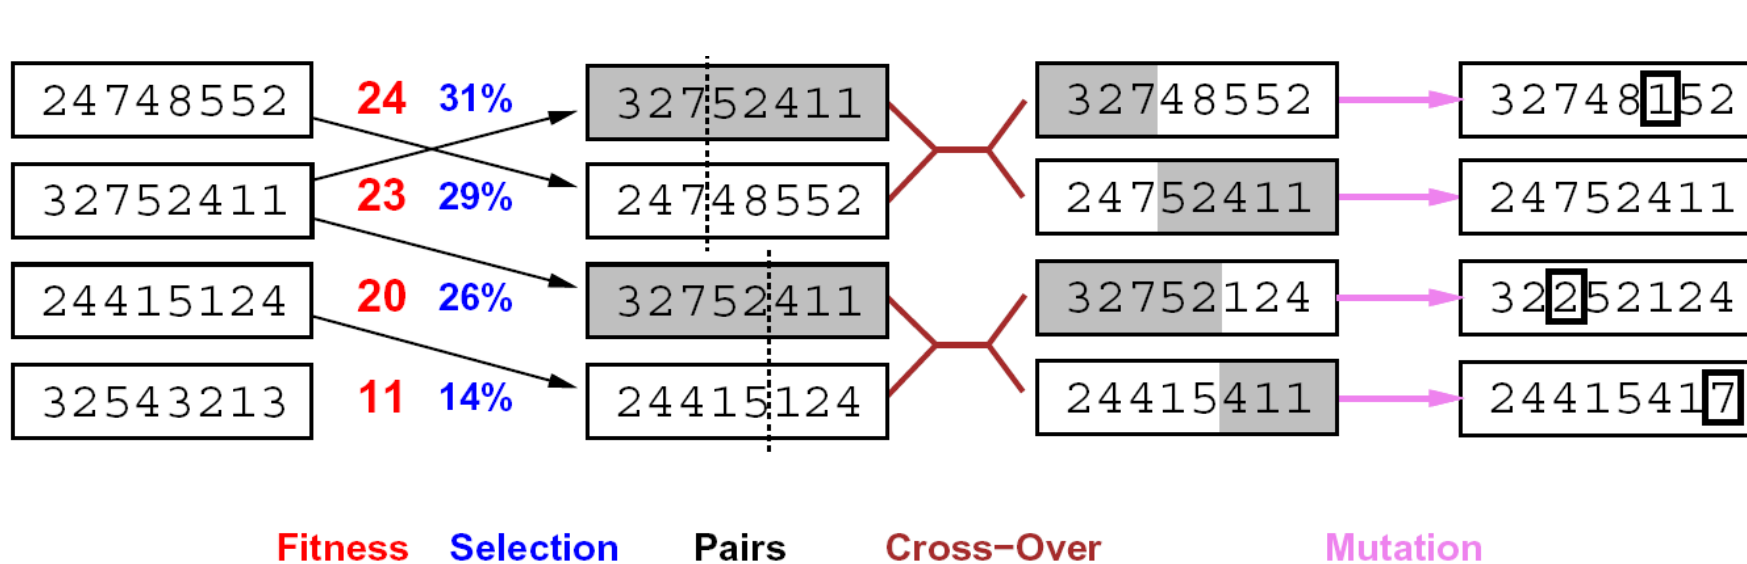 24748552 24 31% 32752411 32748552 32748152
32752411 23 29% 24748552 24752411 24752411
24415124 20 26% 32752411 32752124 32252124
32543213 11 14% 24415124 24415411 24415417
Fitness Selection Pairs Cross−Over Mutation